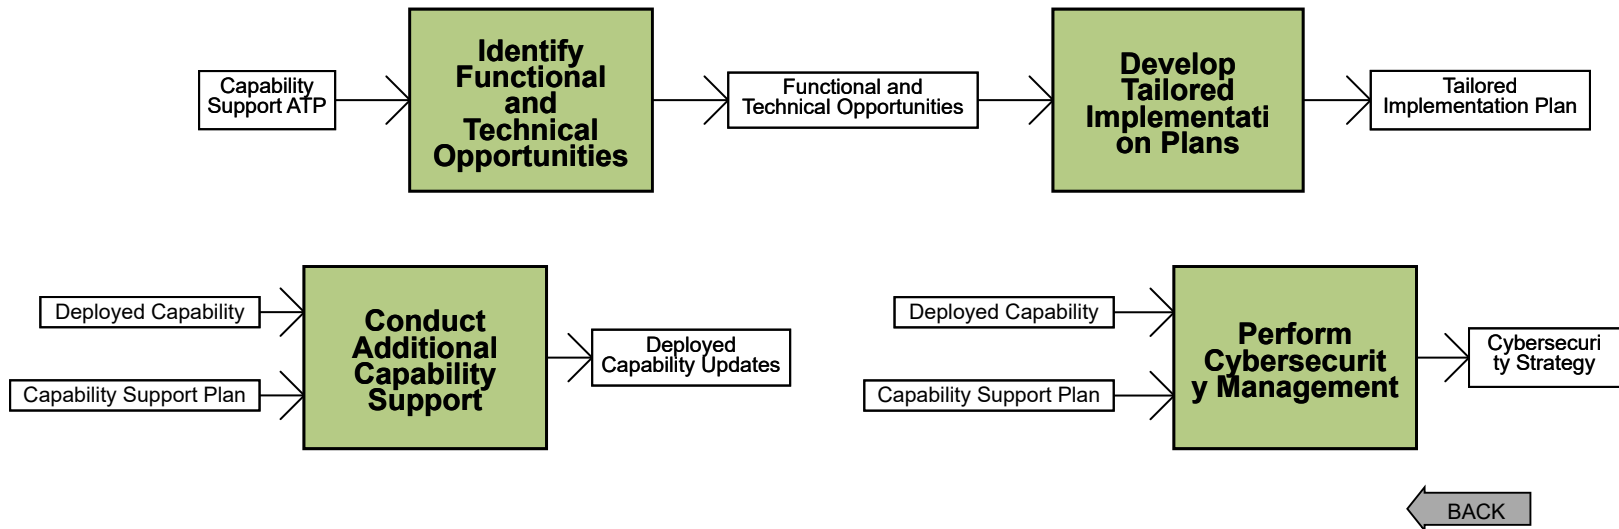 Capability
Support ATP
Identify
Functional
and
Technical
Opportunities
Functional and
Technical Opportunities
Develop
Tailored
Implementati
on Plans
Tailored
Implementation Plan
Deployed Capability
Capability Support Plan
Conduct
Additional
Capability
Support
Deployed
Capability Updates
Deployed Capability
Capability Support Plan
Perform
Cybersecurit
y Management
Cybersecuri
ty Strategy
BACK